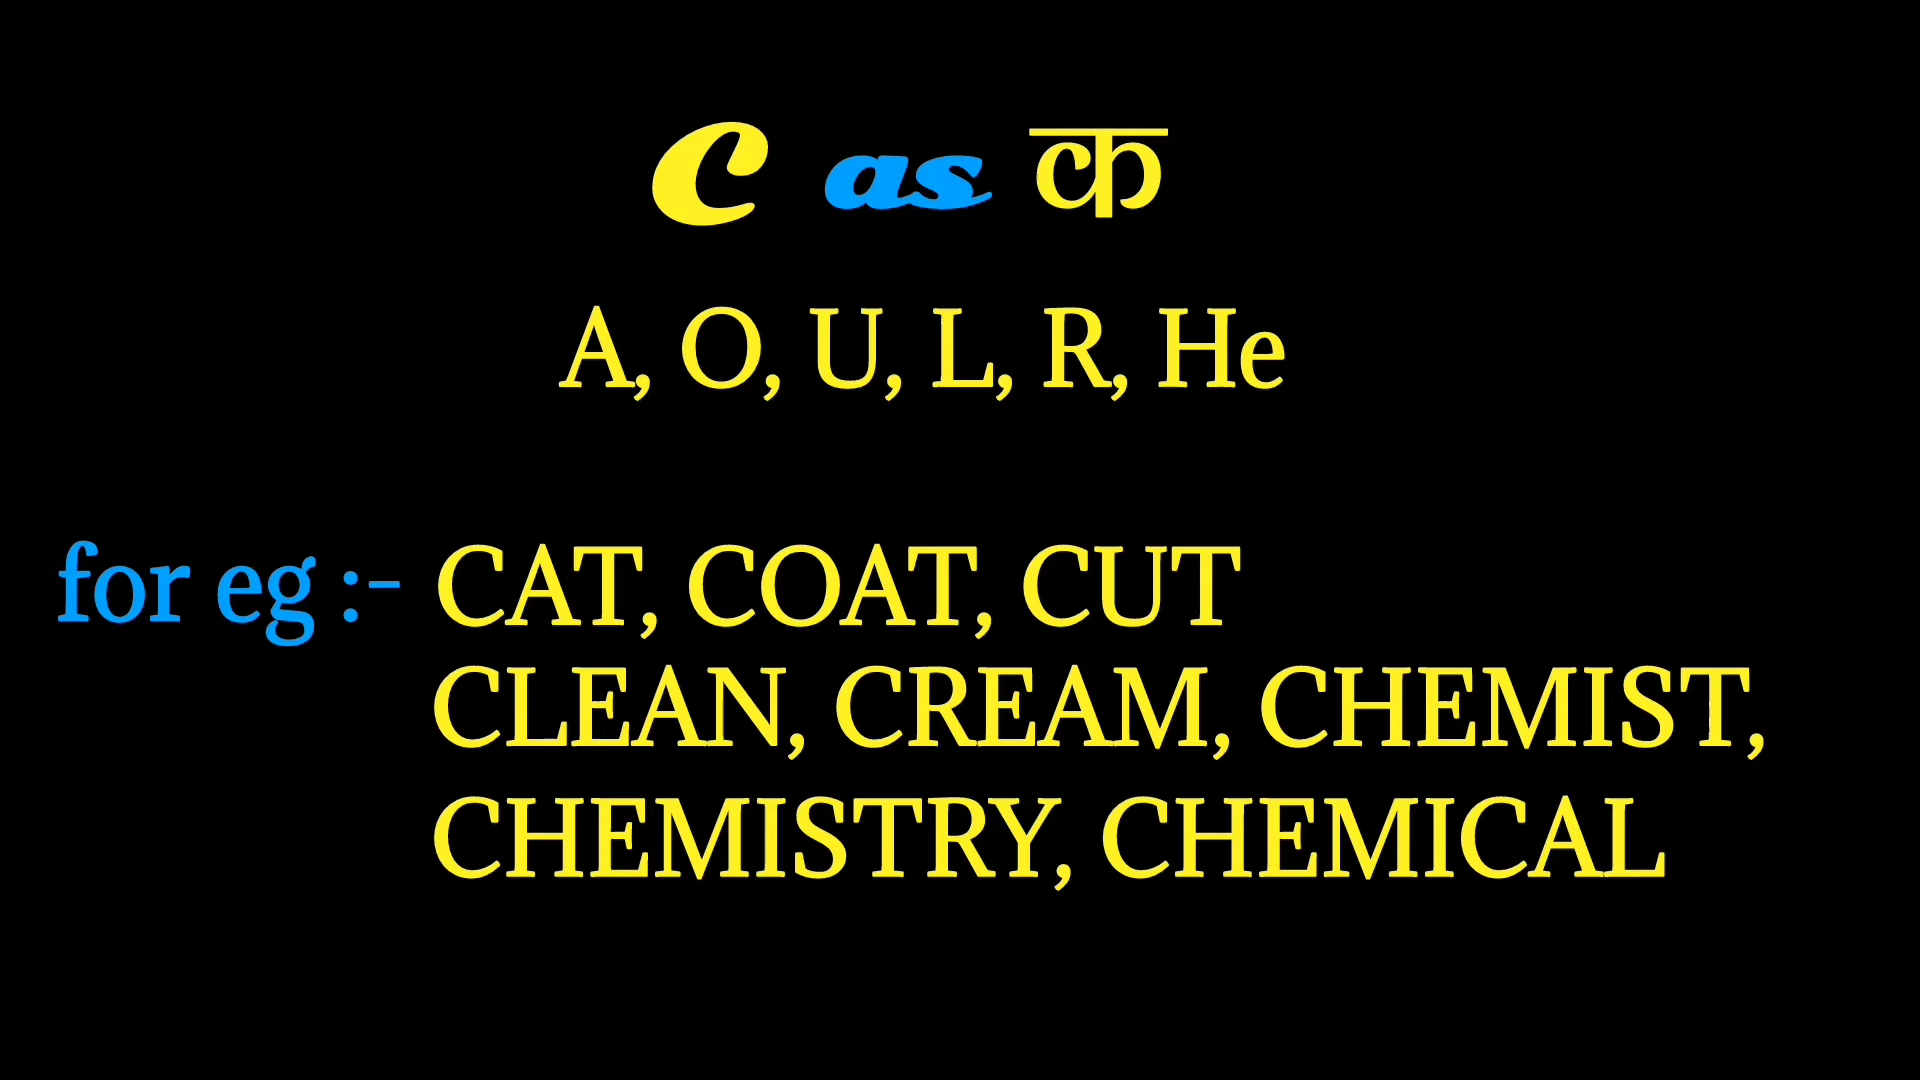 C as क
A, O, U, L, R, He
for eg :- CAT, COAT, CUT
CLEAN, CREAM, CHEMIST,
CHEMISTRY, CHEMICAL